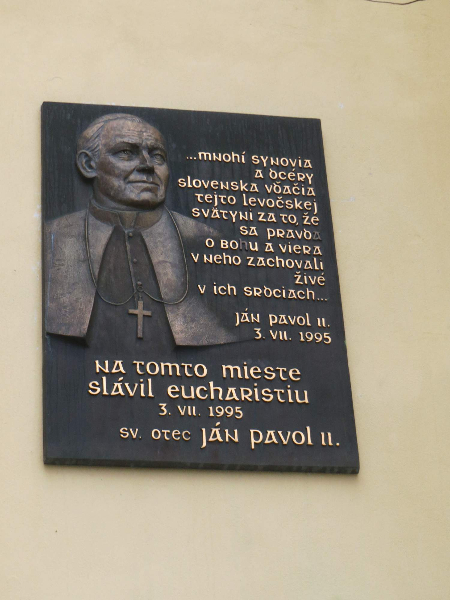 ...mnohí synovia
a dcéry
slovenska vďačia
tejto levočskej
svätyni za to, že
sa pravda
o Bohu a viera
v neho zachovali
živé
v ich srdciach...
ján pavol II.
3. VII. 1995
na tomto mieste
slávil eucharistiu
3. VII. 1995
sv. otec ján pavol II.